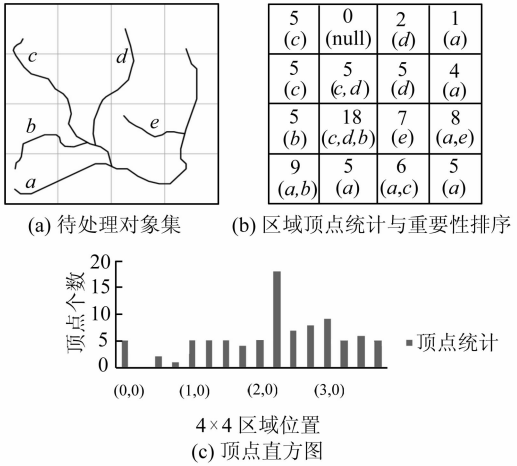 c
d
b
e
a
(a) 待处理对象集
5 0 2 1
(c) (null) (d) (a)
5 5 5 4
(c) (c,d) (d) (a)
5 18 7 8
(b) (c,d,b) (e) (a,e)
9 5 6 5
(a,b) (a) (a,c) (a)
(b) 区域顶点统计与重要性排序
顶点个数
20
15
10
5
0
(0,0) (1,0) (2,0) (3,0)
顶点统计
4×4 区域位置
(c) 顶点直方图